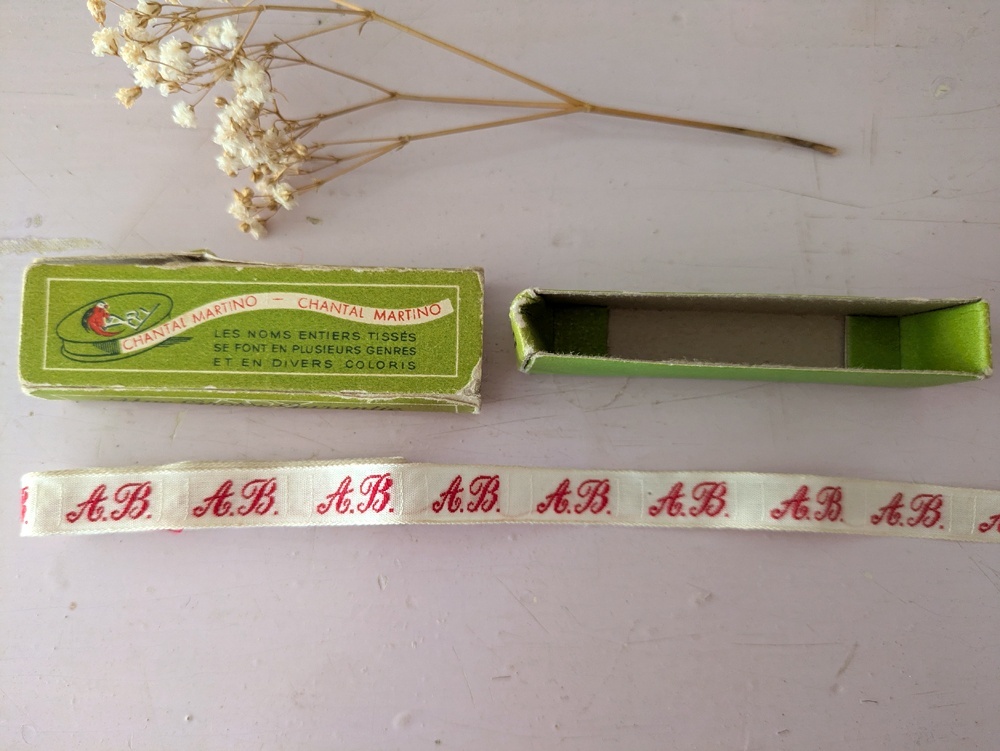 CHANTAL MARTINO — CHANTAL MARTINO
LES NOMS ENTIERS TISSÉS
SE FONT EN PLUSIEURS GENRES
ET EN DIVERS COLORIS
A.B. A.B. A.B. A.B. A.B. A.B. A.B. A.B.